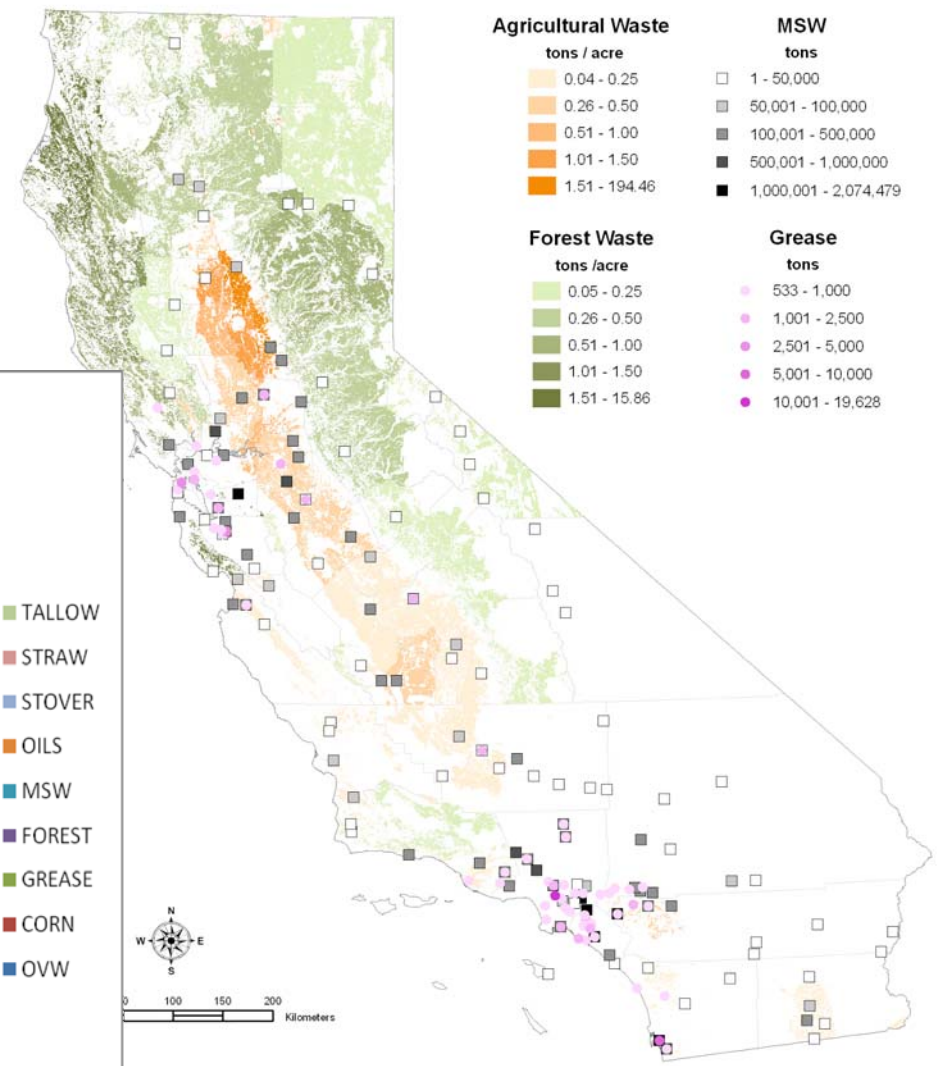 Agricultural Waste
tons / acre
0.04 - 0.25
0.26 - 0.50
0.51 - 1.00
1.01 - 1.50
1.51 - 194.46
MSW
tons
1 - 50,000
50,001 - 100,000
100,001 - 500,000
500,001 - 1,000,000
1,000,001 - 2,074,479
Forest Waste
tons /acre
0.05 - 0.25
0.26 - 0.50
0.51 - 1.00
1.01 - 1.50
1.51 - 15.86
Grease
tons
533 - 1,000
1,001 - 2,500
2,501 - 5,000
5,001 - 10,000
10,001 - 19,628
TALLOW
STRAW
STOVER
OILS
MSW
FOREST
GREASE
CORN
OVW
N
W E
S
0 100 150 200
Kilometers